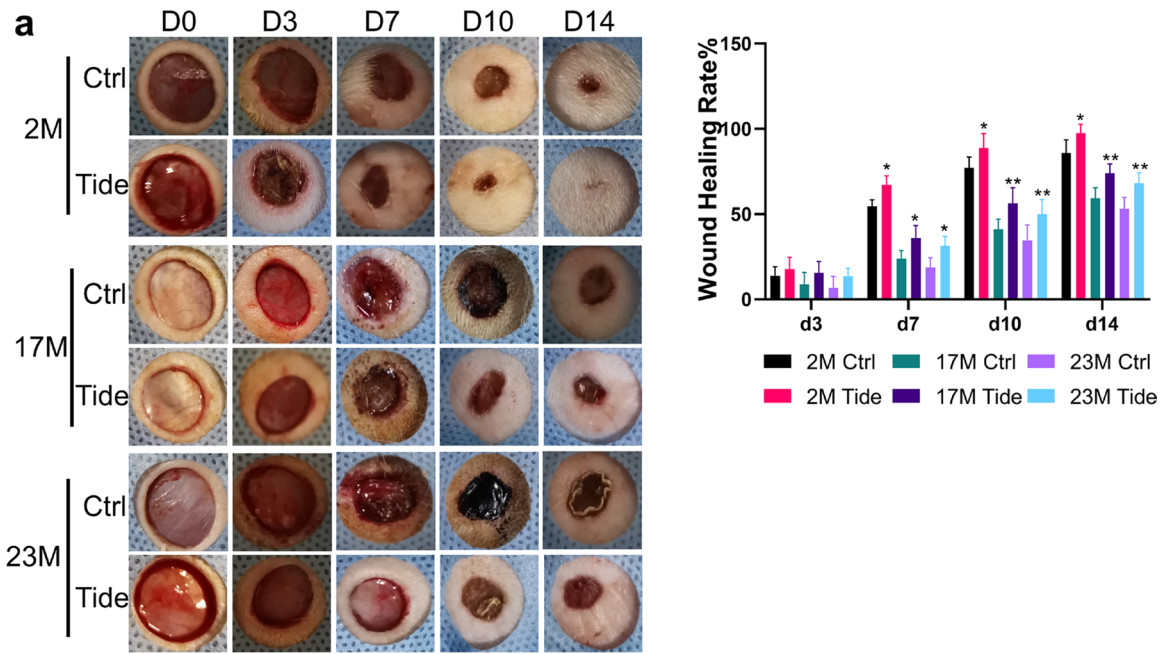 a
D0 D3 D7 D10 D14
2M
Ctrl
Tide
17M
Ctrl
Tide
23M
Ctrl
Tide
Wound Healing Rate%
150
100
50
0
* * * * ** ** * ** **
d3 d7 d10 d14
2M Ctrl 17M Ctrl 23M Ctrl
2M Tide 17M Tide 23M Tide